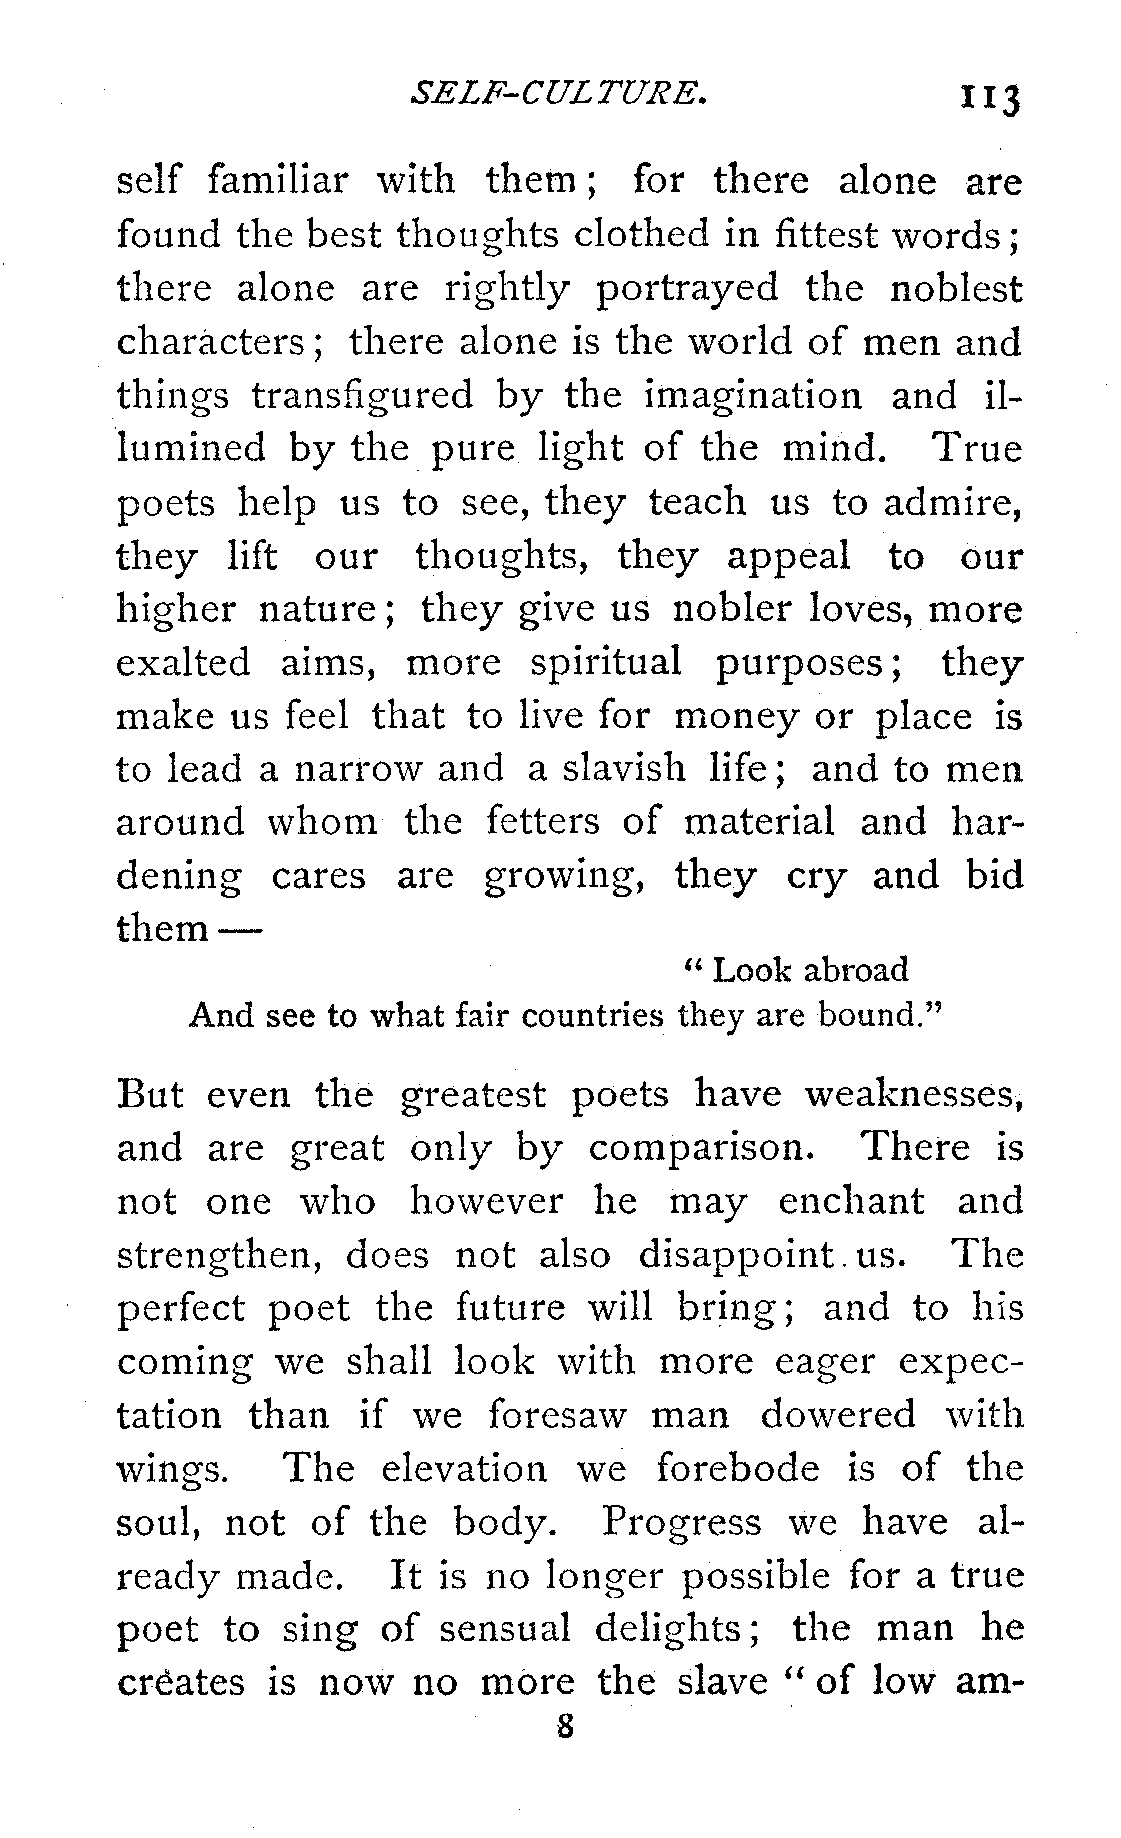 SELF-CULTURE. 113
self familiar with them; for there alone are
found the best thoughts clothed in fittest words;
there alone are rightly portrayed the noblest
characters; there alone is the world of men and
things transfigured by the imagination and il-
lumined by the pure light of the mind. True
poets help us to see, they teach us to admire,
they lift our thoughts, they appeal to our
higher nature; they give us nobler loves, more
exalted aims, more spiritual purposes; they
make us feel that to live for money or place is
to lead a narrow and a slavish life; and to men
around whom the fetters of material and har-
dening cares are growing, they cry and bid
them —
“Look abroad
And see to what fair countries they are bound.”
But even the greatest poets have weaknesses,
and are great only by comparison. There is
not one who however he may enchant and
strengthen, does not also disappoint us. The
perfect poet the future will bring; and to his
coming we shall look with more eager expec-
tation than if we foresaw man dowered with
wings. The elevation we forebode is of the
soul, not of the body. Progress we have al-
ready made. It is no longer possible for a true
poet to sing of sensual delights; the man he
creates is now no more the slave “of low am-
8